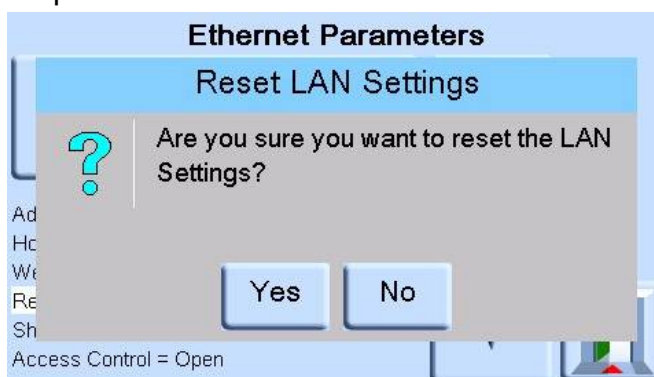 Ethernet Parameters
Reset LAN Settings
Are you sure you want to reset the LAN
Settings?
Yes No
Access Control = Open